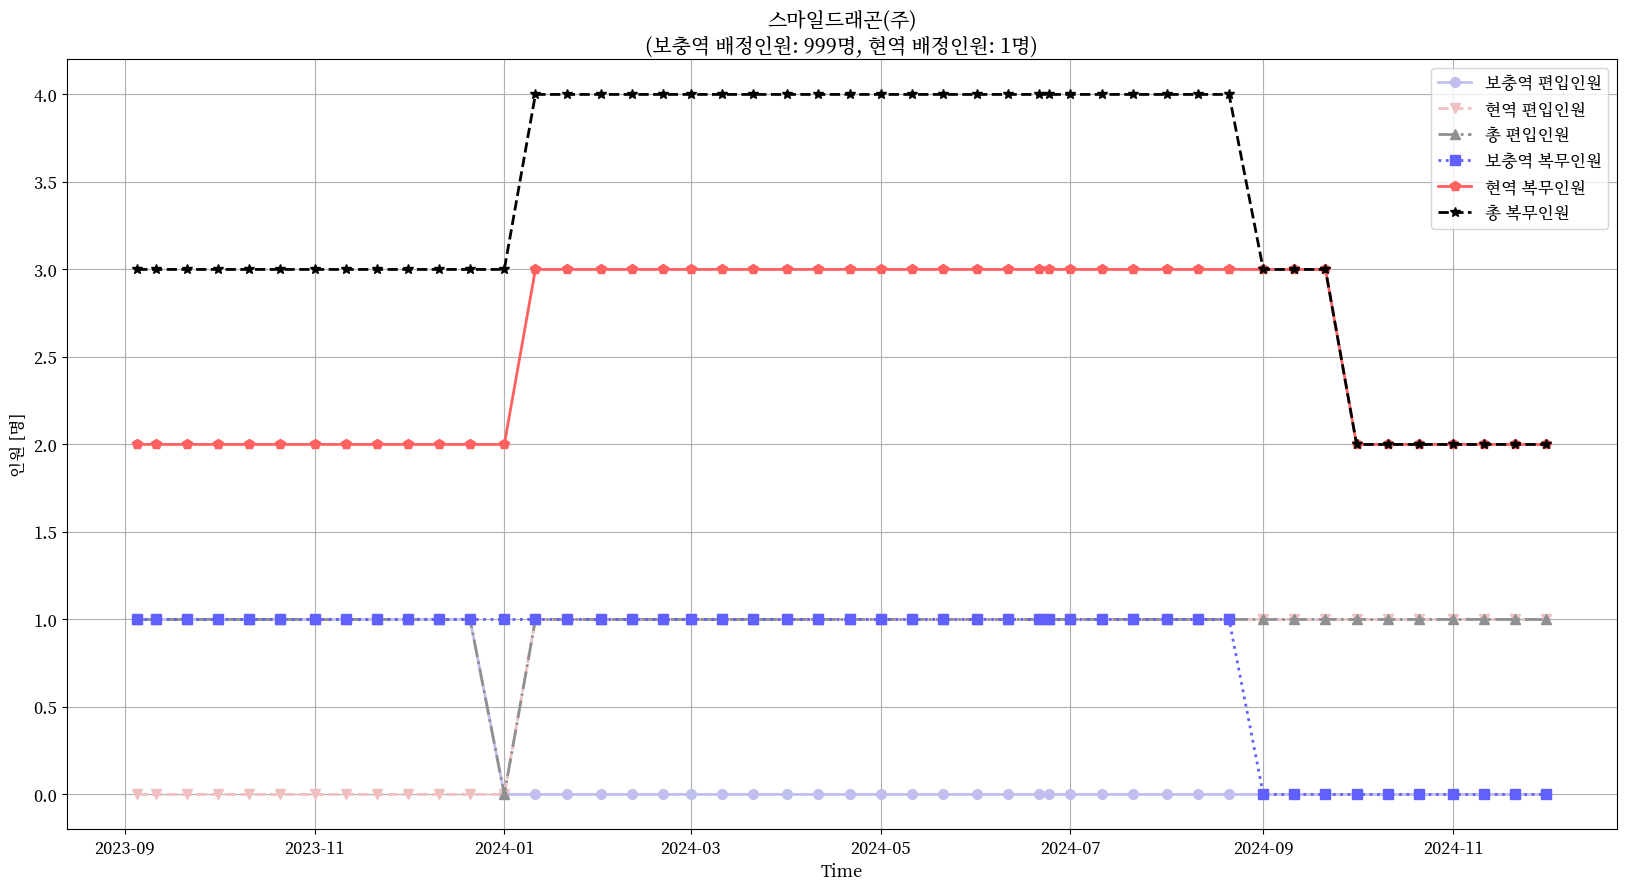 스마일드래곤(주)
(보충역 배정인원: 999명, 현역 배정인원: 1명)
보충역 편입인원
현역 편입인원
총 편입인원
보충역 복무인원
현역 복무인원
총 복무인원
인원 [명]
4.0
3.5
3.0
2.5
2.0
1.5
1.0
0.5
0.0
2023-09 2023-11 2024-01 2024-03 2024-05 2024-07 2024-09 2024-11
Time